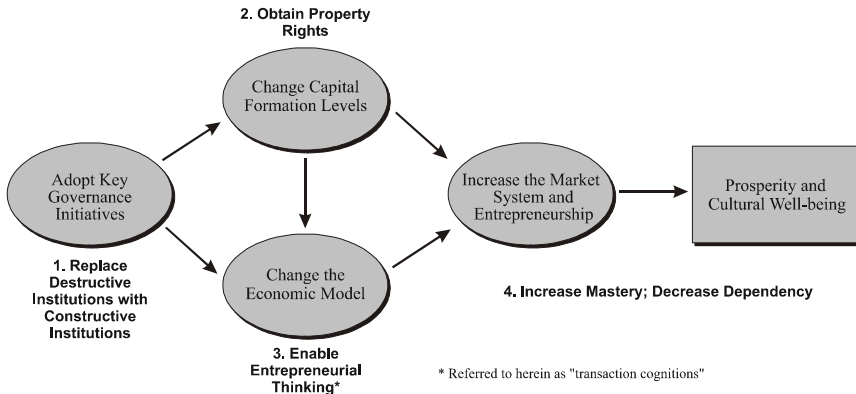 2. Obtain Property
Rights
Change Capital
Formation Levels
Adopt Key
Governance
Initiatives
1. Replace
Destructive
Institutions with
Constructive
Institutions
Change the
Economic Model
3. Enable
Entrepreneurial
Thinking*
Increase the Market
System and
Entrepreneurship
Prosperity and
Cultural Well-being
4. Increase Mastery; Decrease Dependency
* Referred to herein as "transaction cognitions"